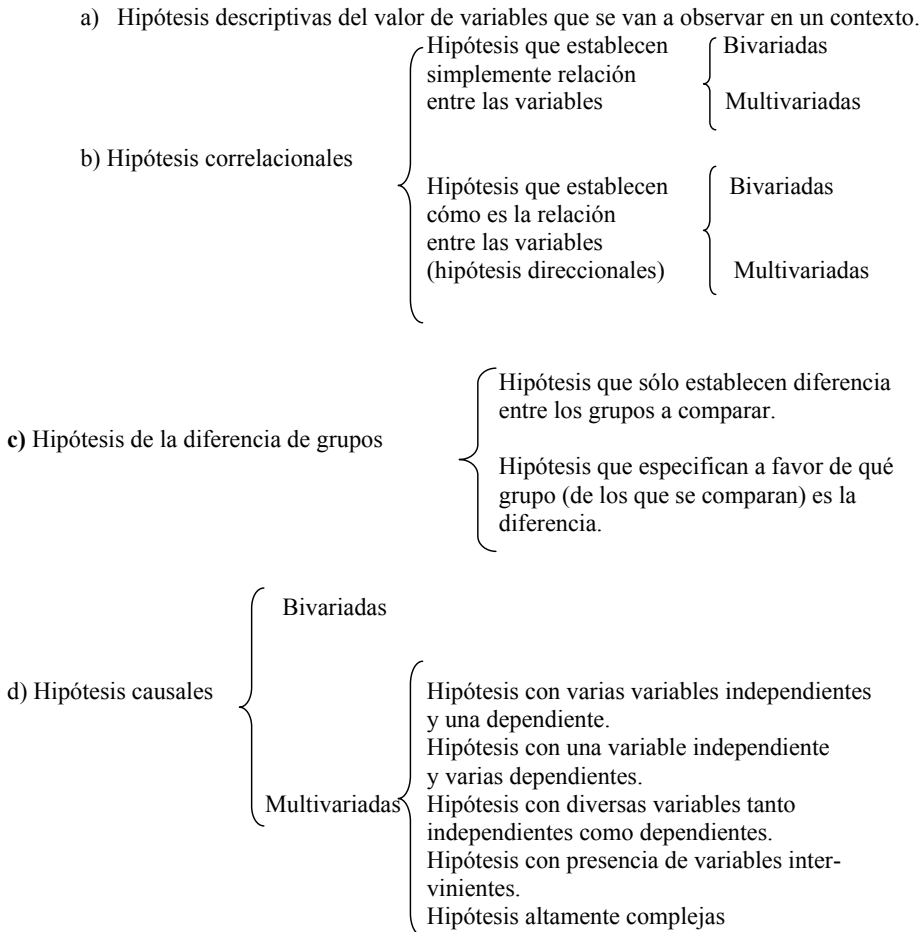 a) Hipótesis descriptivas del valor de variables que se van a observar en un contexto.
Hipótesis que establecen
simplemente relación
entre las variables
Bivariadas
Multivariadas
b) Hipótesis correlacionales
Hipótesis que establecen
cómo es la relación
entre las variables
(hipótesis direccionales)
Bivariadas
Multivariadas
c) Hipótesis de la diferencia de grupos
Hipótesis que sólo establecen diferencia
entre los grupos a comparar.
Hipótesis que especifican a favor de qué
grupo (de los que se comparan) es la
diferencia.
d) Hipótesis causales
Bivariadas
Multivariadas
Hipótesis con varias variables independientes
y una dependiente.
Hipótesis con una variable independiente
y varias dependientes.
Hipótesis con diversas variables tanto
independientes como dependientes.
Hipótesis con presencia de variables inter-
vinientes.
Hipótesis altamente complejas